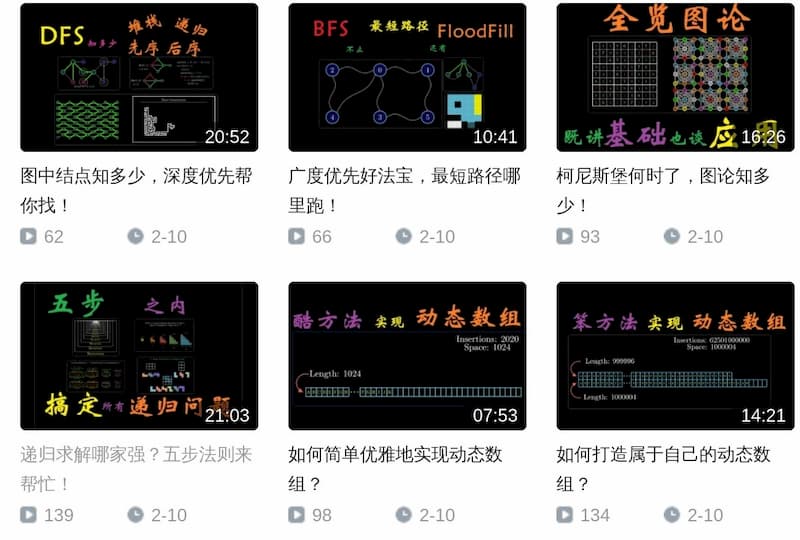 DFS 知多少 堆栈 递归
先序 后序
20:52
BFS 最短路径 FloodFill
不止 还有
2 0 1
4 3 5
10:41
全览图论
既讲基础也谈应用
16:26
图中结点知多少，深度优先帮
你找！
62 2-10
广度优先好法宝，最短路径哪
里跑！
66 2-10
柯尼斯堡何时了，图论知多
少！
93 2-10
五步 之内
搞定所有递归问题
21:03
酷方法 实现 动态数组
Insertions: 2020
Space: 1024
Length: 1024
07:53
笨方法 实现 动态数组
Insertions: 62501000000
Space: 1000004
Length: 999996
Length: 1000004
14:21
递归求解哪家强？五步法则来
帮忙！
139 2-10
如何简单优雅地实现动态数
组？
98 2-10
如何打造属于自己的动态数
组？
134 2-10